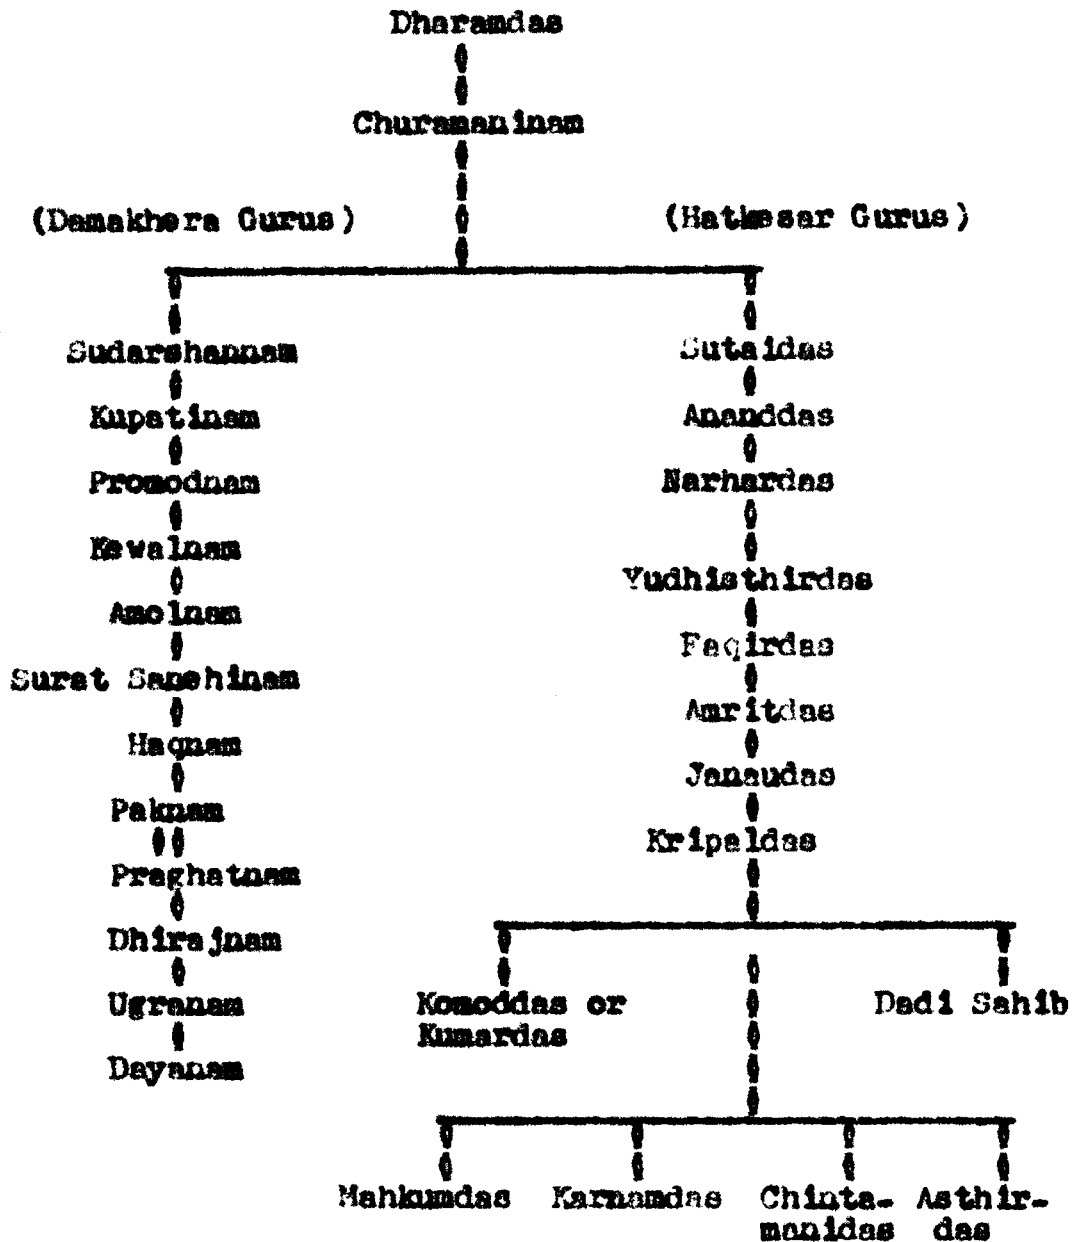 Dharamdas
Churamaninam
(Damakhera Gurus)
(Hatkesar Gurus)
Sudarshannam
Kupatinam
Promodnam
Kewalnam
Amolnam
Surat Sanehinam
Haqnam
Paknam
Praghatnam
Dhirajnam
Ugranam
Dayanam
Sutaidas
Ananddas
Narhardas
Yudhisthirdas
Faqirdas
Amritdas
Janaudas
Kripaldas
Komoddas or
Kumardas
Dadi Sahib
Mahkumdas
Karnamdas
Chinta-
manidas
Asthir-
das